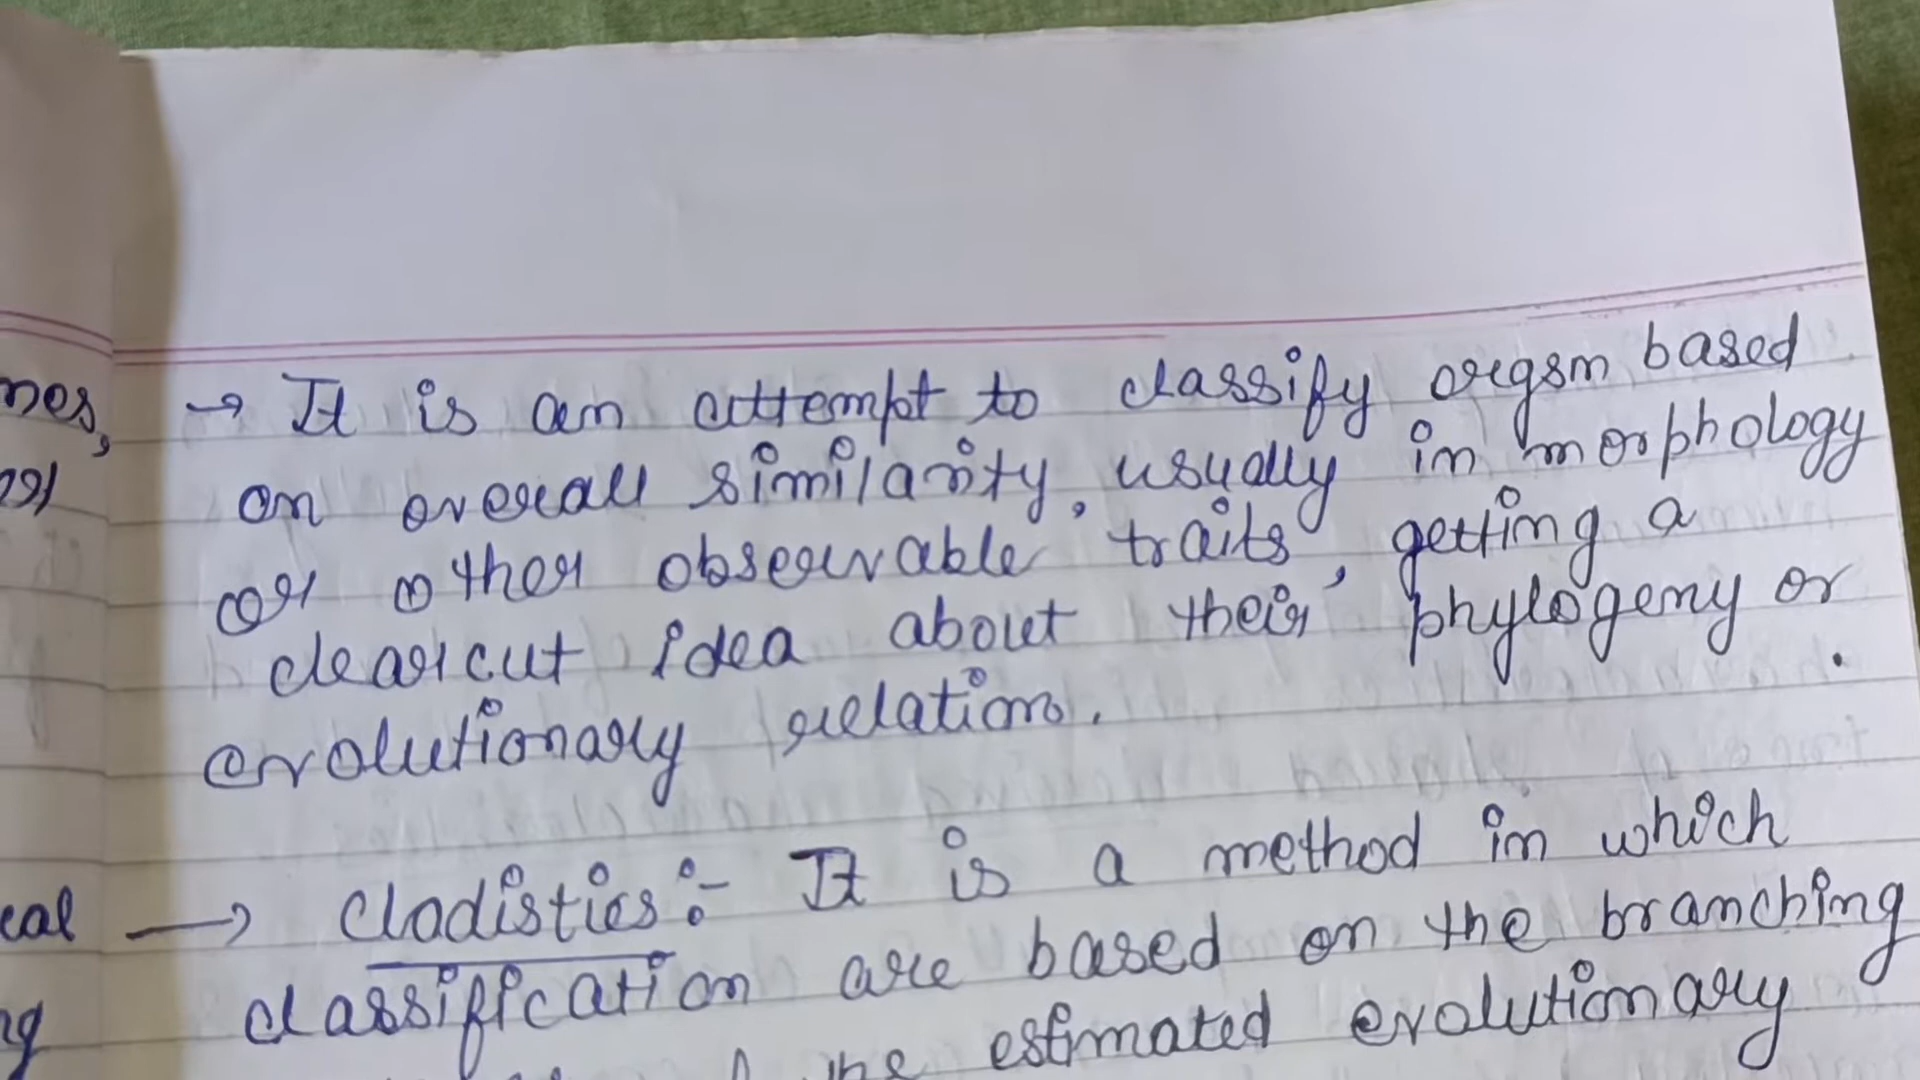 nes,
→ It is an attempt to classify orgsm based
on overall similarity, usually in morphology
or other observable traits, getting a
clearcut idea about their phylogeny or
evolutionary relation.
cal → Cladistics:- It is a method in which
classification are based on the branching
estimated evolutionary